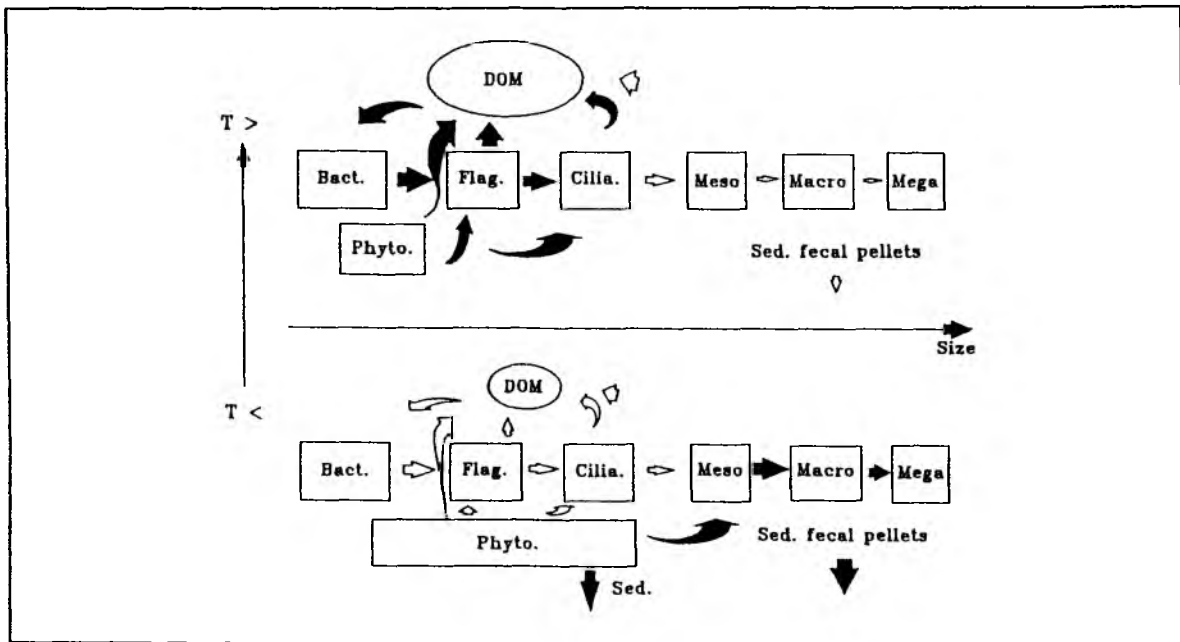 DOM
T >
Bact.
Flag.
Cilia.
Meso
Macro
Mega
Phyto.
Sed. fecal pellets
Size
DOM
T <
Bact.
Flag.
Cilia.
Meso
Macro
Mega
Phyto.
Sed. fecal pellets
Sed.